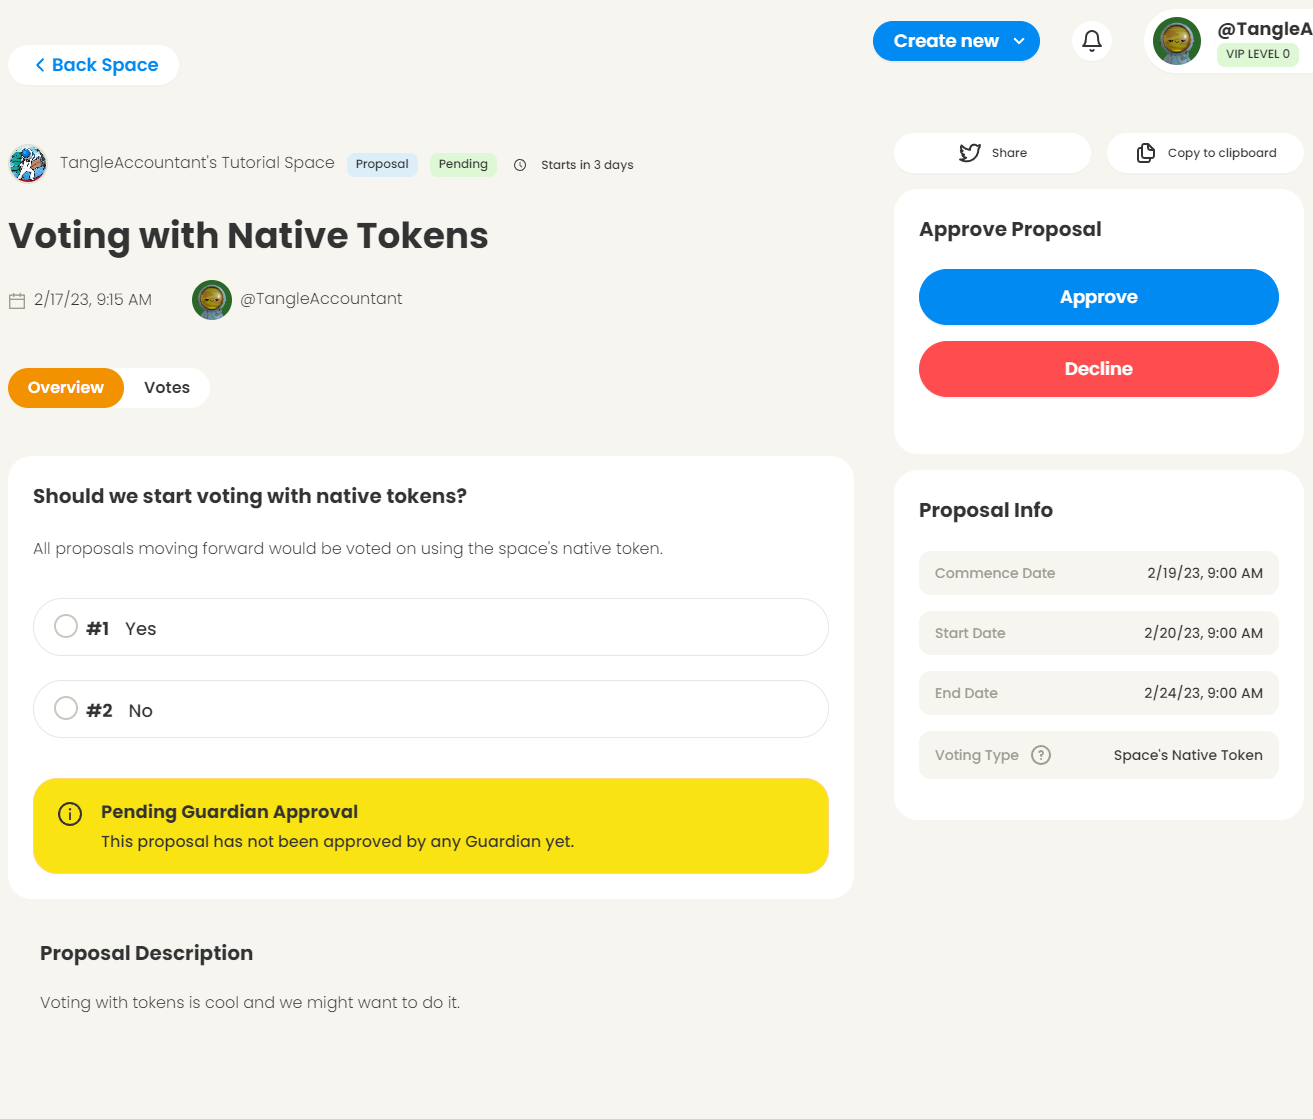 Back Space
Create new
@TangleA
VIP LEVEL 0
TangleAccountant's Tutorial Space
Proposal
Pending
Starts in 3 days
Share
Copy to clipboard
Voting with Native Tokens
2/17/23, 9:15 AM
@TangleAccountant
Overview
Votes
Approve Proposal
Approve
Decline
Should we start voting with native tokens?
All proposals moving forward would be voted on using the space's native token.
#1 Yes
#2 No
Pending Guardian Approval
This proposal has not been approved by any Guardian yet.
Proposal Info
Commence Date 2/19/23, 9:00 AM
Start Date 2/20/23, 9:00 AM
End Date 2/24/23, 9:00 AM
Voting Type ? Space's Native Token
Proposal Description
Voting with tokens is cool and we might want to do it.